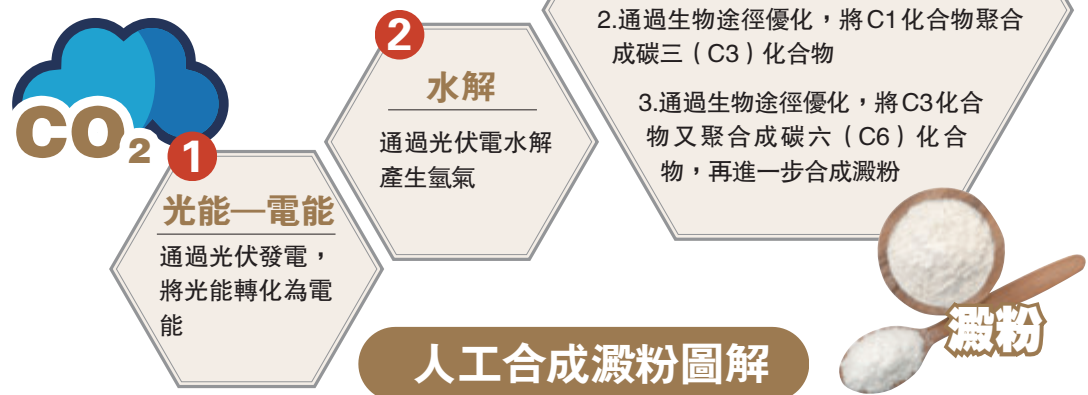 CO2
1
光能—電能
通過光伏發電，
將光能轉化為電
能
2
水解
通過光伏電水解
產生氫氣
2.通過生物途徑優化，將C1化合物聚合
成碳三（C3）化合物
3.通過生物途徑優化，將C3化合
物又聚合成碳六（C6）化合
物，再進一步合成澱粉
澱粉
人工合成澱粉圖解